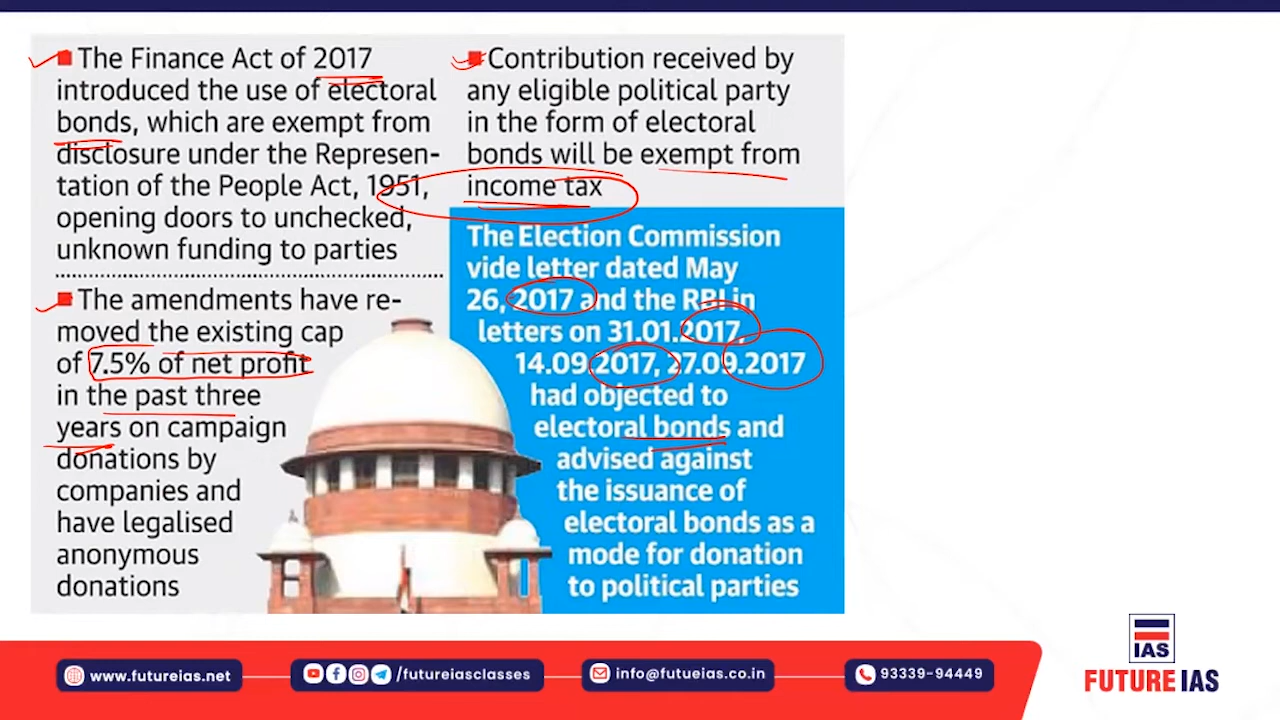 The Finance Act of 2017
introduced the use of electoral
bonds, which are exempt from
disclosure under the Represen-
tation of the People Act, 1951,
opening doors to unchecked,
unknown funding to parties
The amendments have re-
moved the existing cap
of 7.5% of net profit
in the past three
years on campaign
donations by
companies and
have legalised
anonymous
donations
Contribution received by
any eligible political party
in the form of electoral
bonds will be exempt from
income tax
The Election Commission
vide letter dated May
26, 2017 and the RBI in
letters on 31.01.2017,
14.09.2017, 27.09.2017
had objected to
electoral bonds and
advised against
the issuance of
electoral bonds as a
mode for donation
to political parties
www.futureias.net
/futureiasclasses
info@futueias.co.in
93339-94449
IAS
FUTURE IAS